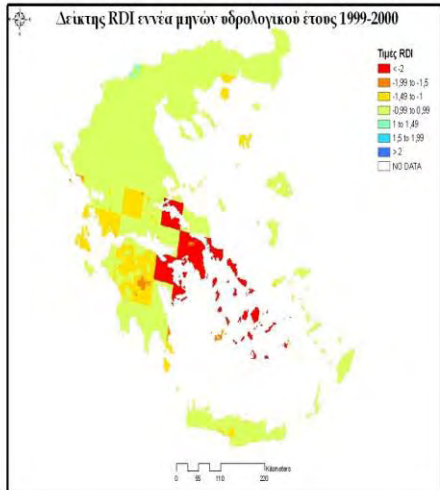 Δείκτης RDI εννέα μηνών υδρολογικού έτους 1999-2000
Τιμές RDI
< -2
-1,99 to -1,5
-1,49 to -1
-0,99 to 0,99
1 to 1,49
1,5 to 1,99
> 2
NO DATA
Kilometers
0 55 110 220